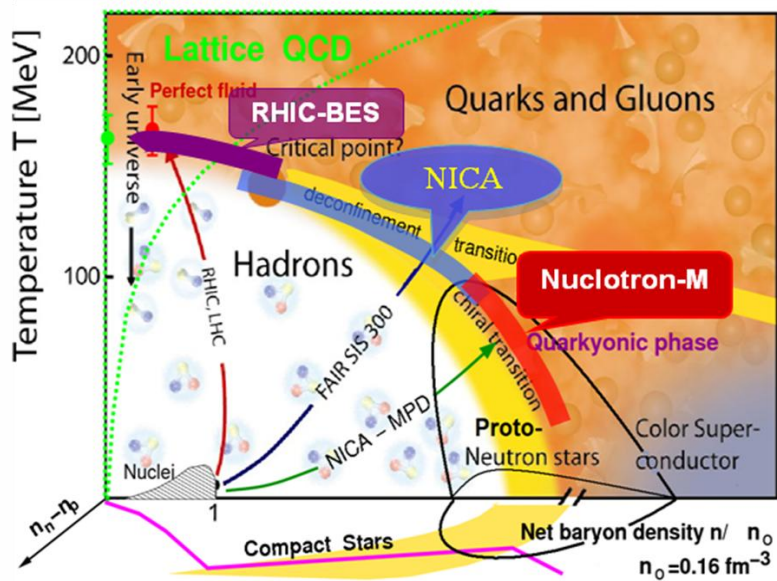 200
Lattice QCD
Early universe
Perfect fluid
RHIC-BES
Quarks and Gluons
Critical point?
NICA
deconfinement
transition
100
Hadrons
Nuclotron-M
RHIC, LHC
FAIR SIS 300
chiral transition
Quarkyonic phase
NICA – MPD
Proto-
Neutron stars
Color Super-
conductor
Nuclei
Temperature T [MeV]
1
nn–np
Compact Stars
Net baryon density n/ n0
n0=0.16 fm⁻³